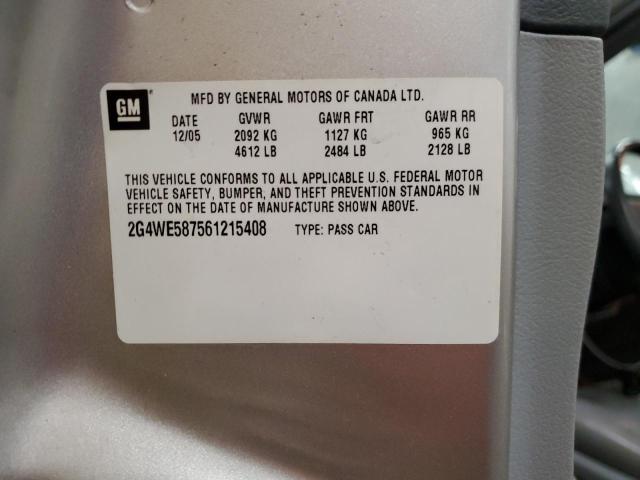 GM
MFD BY GENERAL MOTORS OF CANADA LTD.
DATE GVWR GAWR FRT GAWR RR
12/05 2092 KG 1127 KG 965 KG
4612 LB 2484 LB 2128 LB
THIS VEHICLE CONFORMS TO ALL APPLICABLE U.S. FEDERAL MOTOR
VEHICLE SAFETY, BUMPER, AND THEFT PREVENTION STANDARDS IN
EFFECT ON THE DATE OF MANUFACTURE SHOWN ABOVE.
2G4WE587561215408 TYPE: PASS CAR